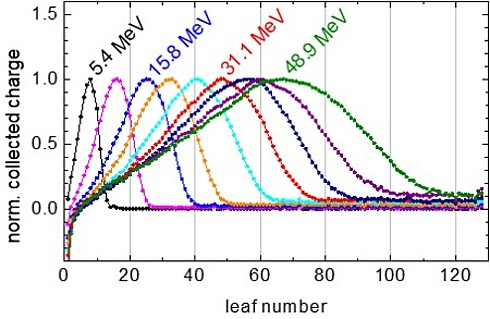 1.5
1.0
0.5
0.0
norm. collected charge
5.4 MeV
15.8 MeV
31.1 MeV
48.9 MeV
0 20 40 60 80 100 120
leaf number